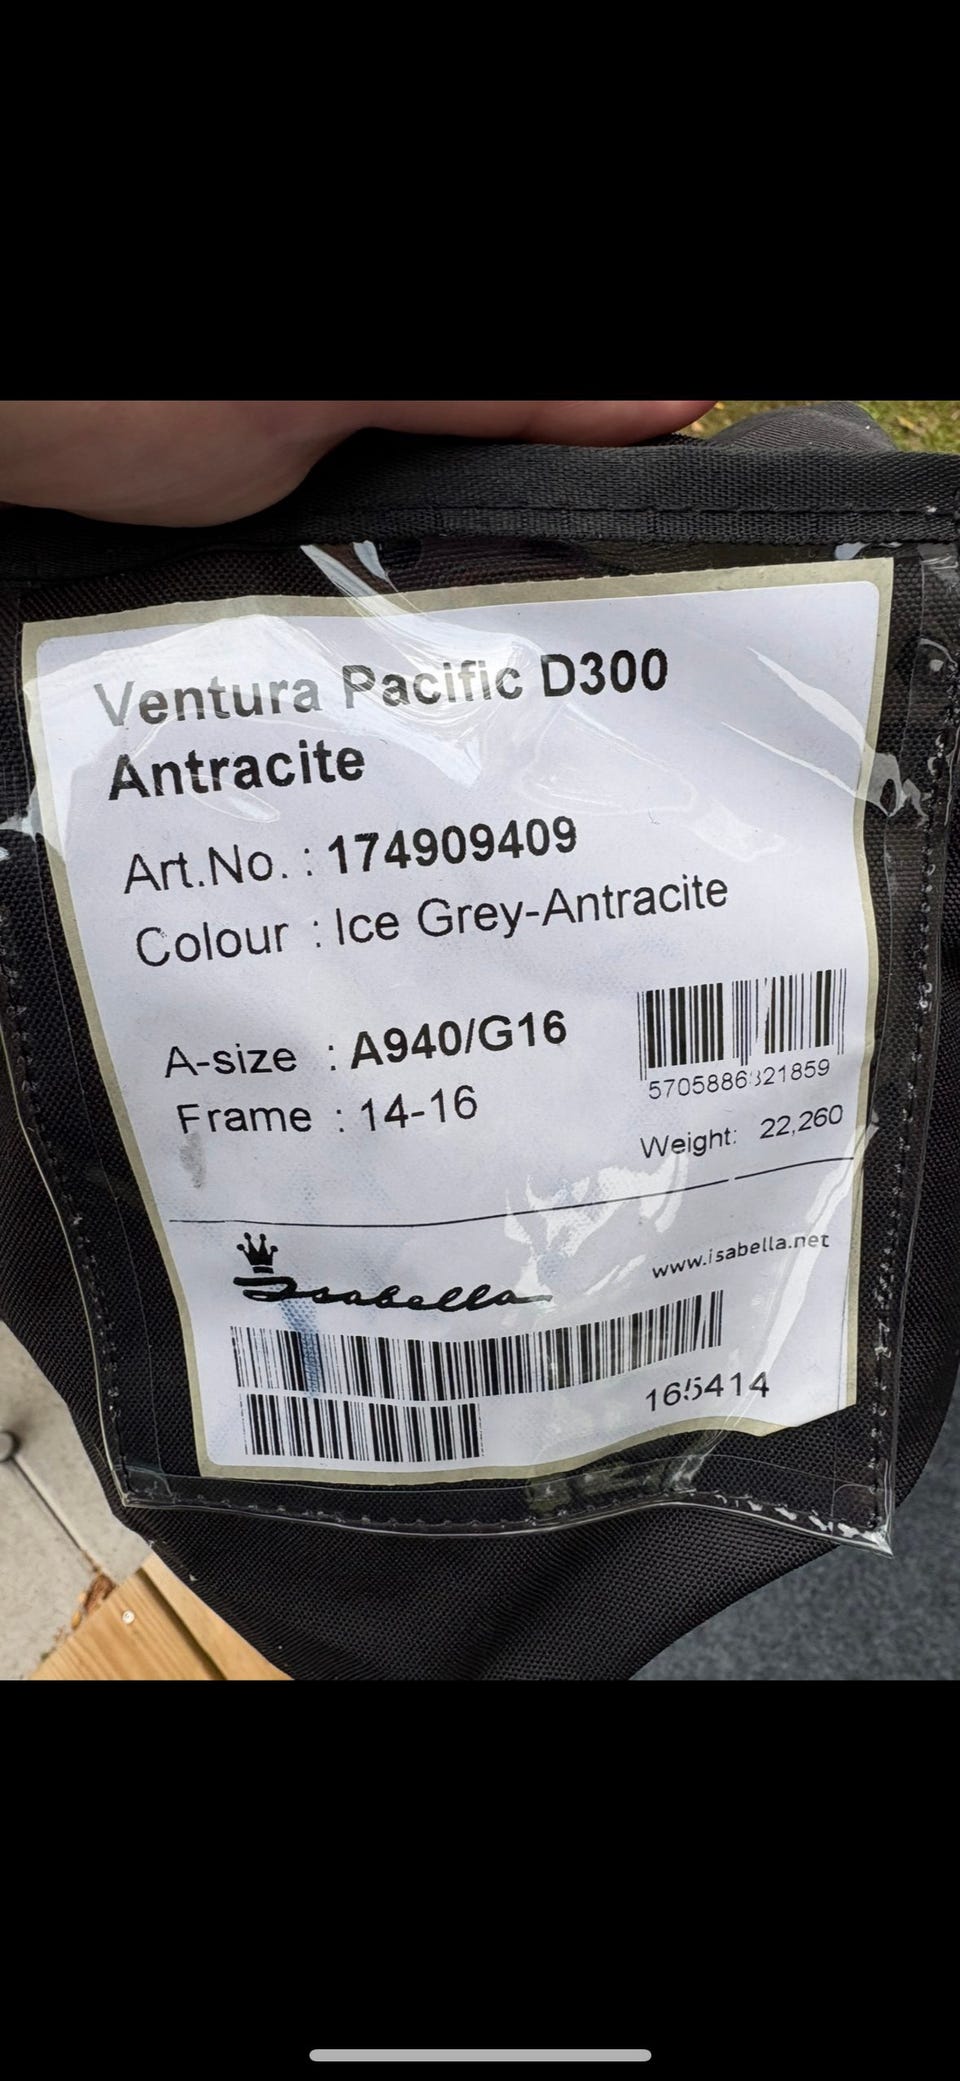 Ventura Pacific D300
Antracite
Art.No. : 174909409
Colour : Ice Grey-Antracite
A-size : A940/G16
Frame : 14-16
Weight: 22,260
Isabella
www.isabella.net
165414